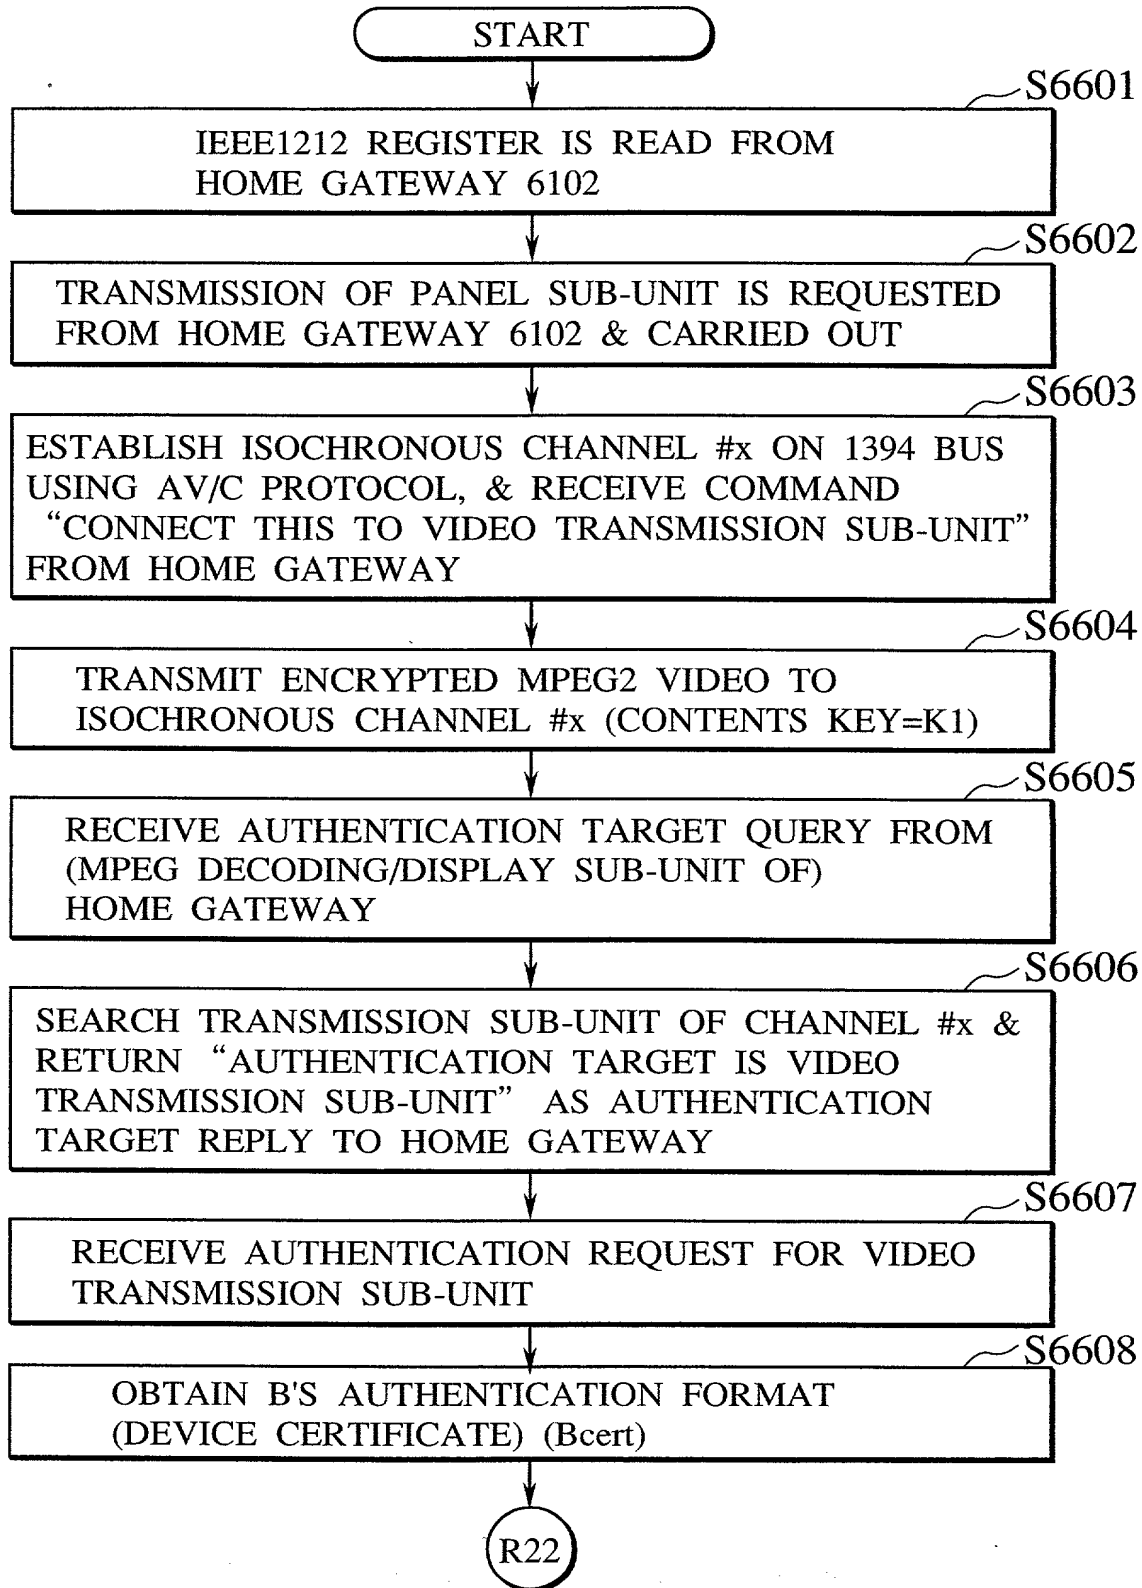 START
S6601
IEEE1212 REGISTER IS READ FROM
HOME GATEWAY 6102
S6602
TRANSMISSION OF PANEL SUB-UNIT IS REQUESTED
FROM HOME GATEWAY 6102 & CARRIED OUT
S6603
ESTABLISH ISOCHRONOUS CHANNEL #x ON 1394 BUS
USING AV/C PROTOCOL, & RECEIVE COMMAND
“CONNECT THIS TO VIDEO TRANSMISSION SUB-UNIT”
FROM HOME GATEWAY
S6604
TRANSMIT ENCRYPTED MPEG2 VIDEO TO
ISOCHRONOUS CHANNEL #x (CONTENTS KEY=K1)
S6605
RECEIVE AUTHENTICATION TARGET QUERY FROM
(MPEG DECODING/DISPLAY SUB-UNIT OF)
HOME GATEWAY
S6606
SEARCH TRANSMISSION SUB-UNIT OF CHANNEL #x &
RETURN “AUTHENTICATION TARGET IS VIDEO
TRANSMISSION SUB-UNIT” AS AUTHENTICATION
TARGET REPLY TO HOME GATEWAY
S6607
RECEIVE AUTHENTICATION REQUEST FOR VIDEO
TRANSMISSION SUB-UNIT
S6608
OBTAIN B'S AUTHENTICATION FORMAT
(DEVICE CERTIFICATE) (Bcert)
R22